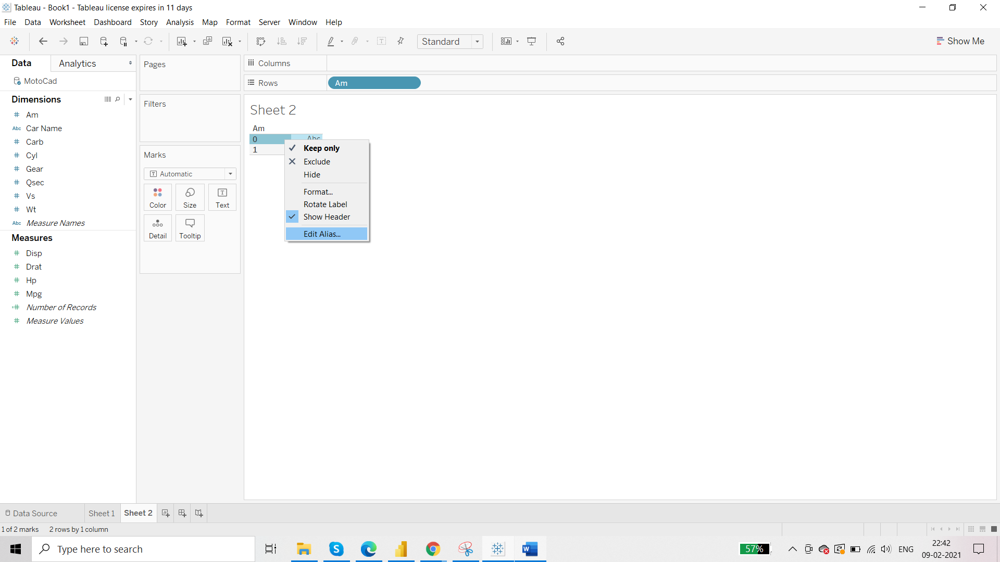 Tableau - Book1 - Tableau license expires in 11 days
File Data Worksheet Dashboard Story Analysis Map Format Server Window Help
Standard
Show Me
Data Analytics
MotoCad
Dimensions
Am
Abc Car Name
Carb
Cyl
Gear
Qsec
Vs
Wt
Abc Measure Names
Measures
Disp
Drat
Hp
Mpg
Number of Records
Measure Values
Pages
Filters
Marks
Automatic
Color Size Text
Detail Tooltip
Columns
Rows Am
Sheet 2
Am
0 Abc
1
Keep only
Exclude
Hide
Format...
Rotate Label
Show Header
Edit Alias...
Data Source Sheet 1 Sheet 2
1 of 2 marks 2 rows by 1 column
Type here to search
57%
ENG
22:42
09-02-2021